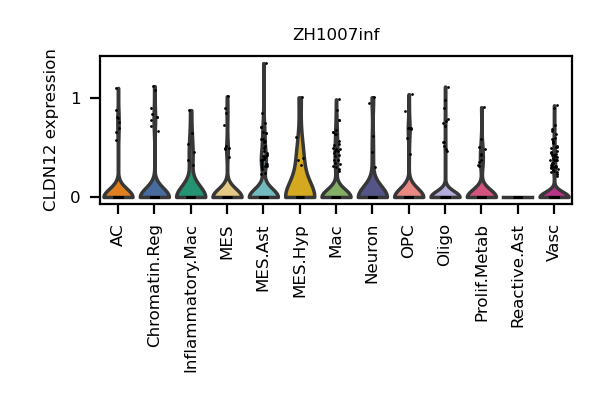 ZH1007inf
CLDN12 expression
1
0
AC
Chromatin.Reg
Inflammatory.Mac
MES
MES.Ast
MES.Hyp
Mac
Neuron
OPC
Oligo
Prolif.Metab
Reactive.Ast
Vasc